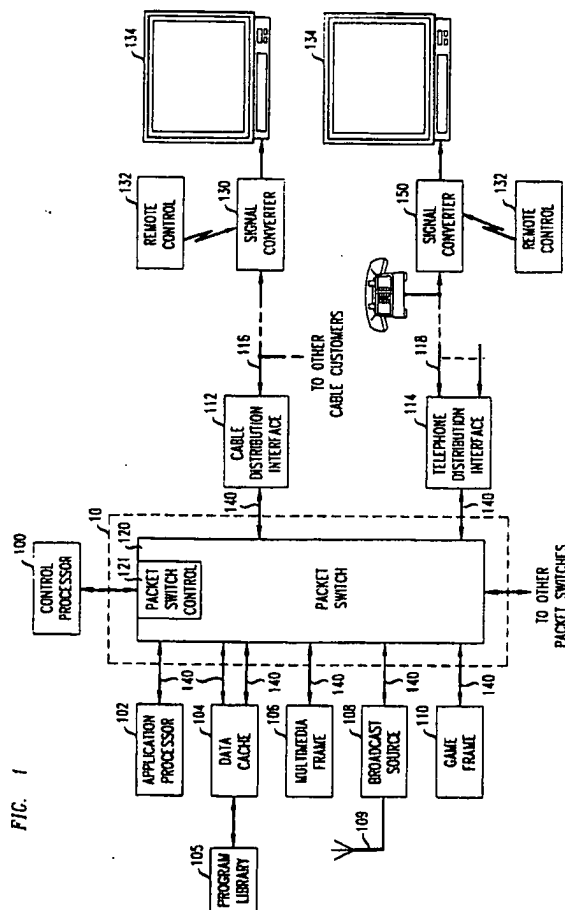 FIG. 1
100
CONTROL
PROCESSOR
10
120
121
PACKET
SWITCH
CONTROL
PACKET
SWITCH
102
APPLICATION
PROCESSOR
140
104
DATA
CACHE
140
140
105
PROGRAM
LIBRARY
106
MULTIMEDIA
FRAME
140
108
BROADCAST
SOURCE
140
109
110
GAME
FRAME
140
TO OTHER
PACKET SWITCHES
112
CABLE
DISTRIBUTION
INTERFACE
140
116
TO OTHER
CABLE CUSTOMERS
132
REMOTE
CONTROL
130
SIGNAL
CONVERTER
134
114
TELEPHONE
DISTRIBUTION
INTERFACE
140
118
150
SIGNAL
CONVERTER
132
REMOTE
CONTROL
134